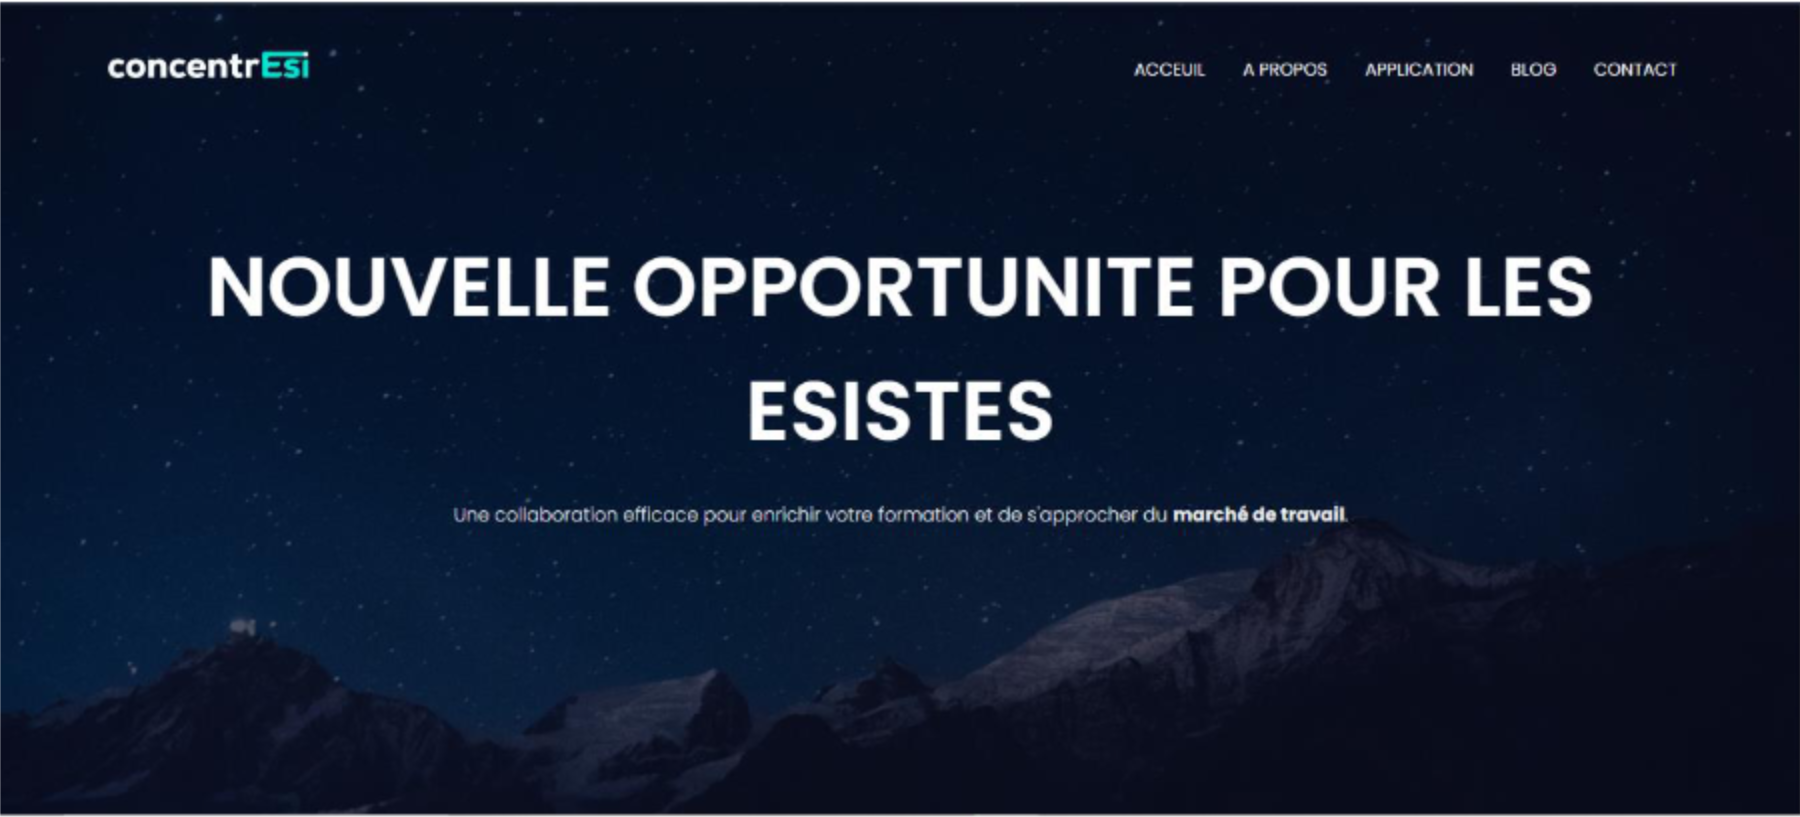 concentrEsi
ACCEUIL A PROPOS APPLICATION BLOG CONTACT
NOUVELLE OPPORTUNITE POUR LES
ESISTES
Une collaboration efficace pour enrichir votre formation et de s'approcher du marché de travail.